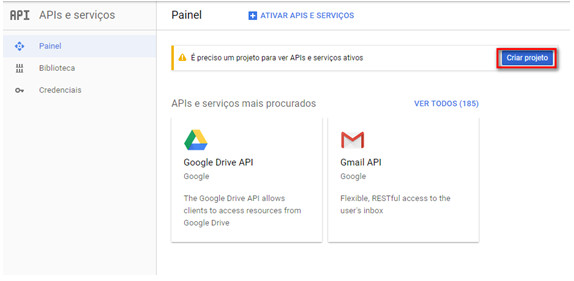 API APIs e serviços
Painel
Biblioteca
Credenciais
Painel
ATIVAR APIS E SERVIÇOS
É preciso um projeto para ver APIs e serviços ativos
Criar projeto
APIs e serviços mais procurados
VER TODOS (185)
Google Drive API
Google
The Google Drive API allows
clients to access resources from
Google Drive
Gmail API
Google
Flexible, RESTful access to the
user's inbox